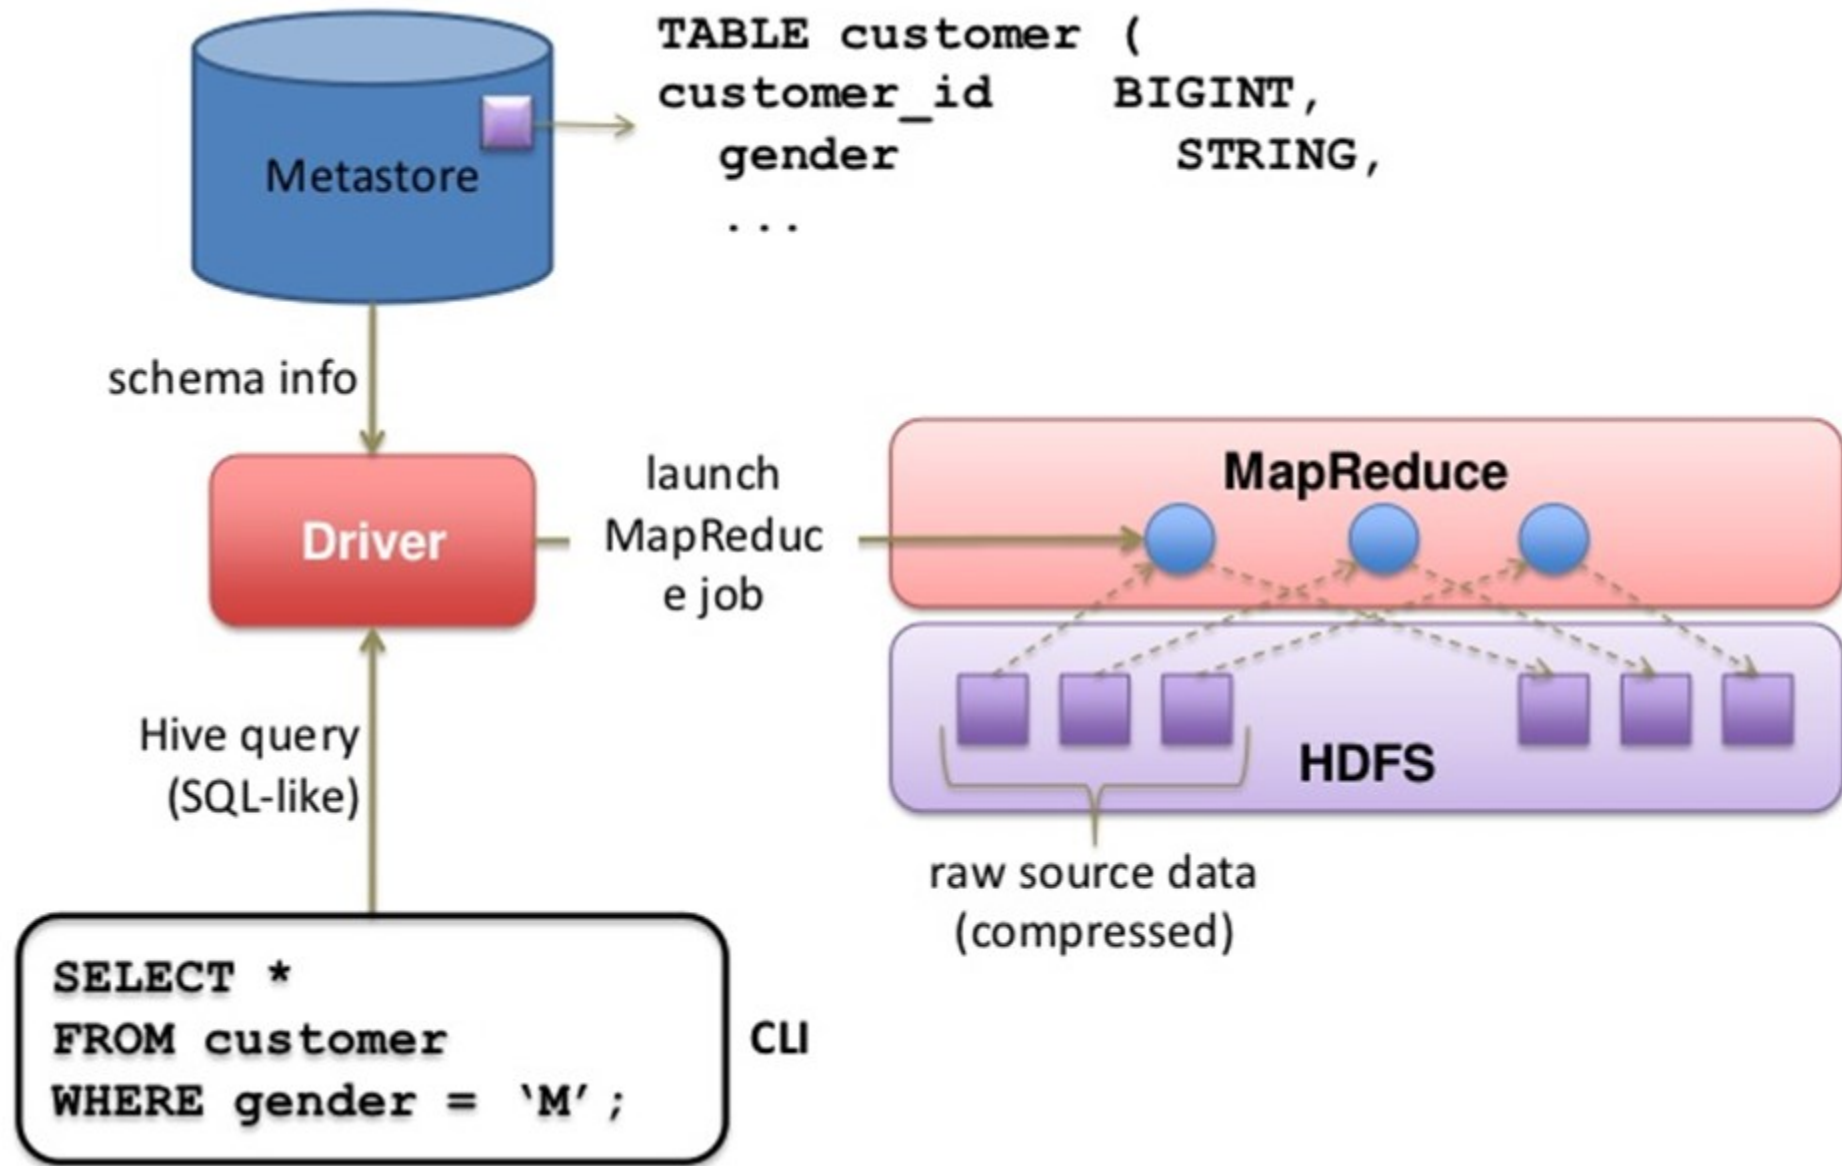 TABLE customer (
customer_id BIGINT,
gender STRING,
...
Metastore
schema info
Driver
launch
MapReduc
e job
MapReduce
HDFS
raw source data
(compressed)
Hive query
(SQL-like)
SELECT *
FROM customer
WHERE gender = ‘M’;
CLI